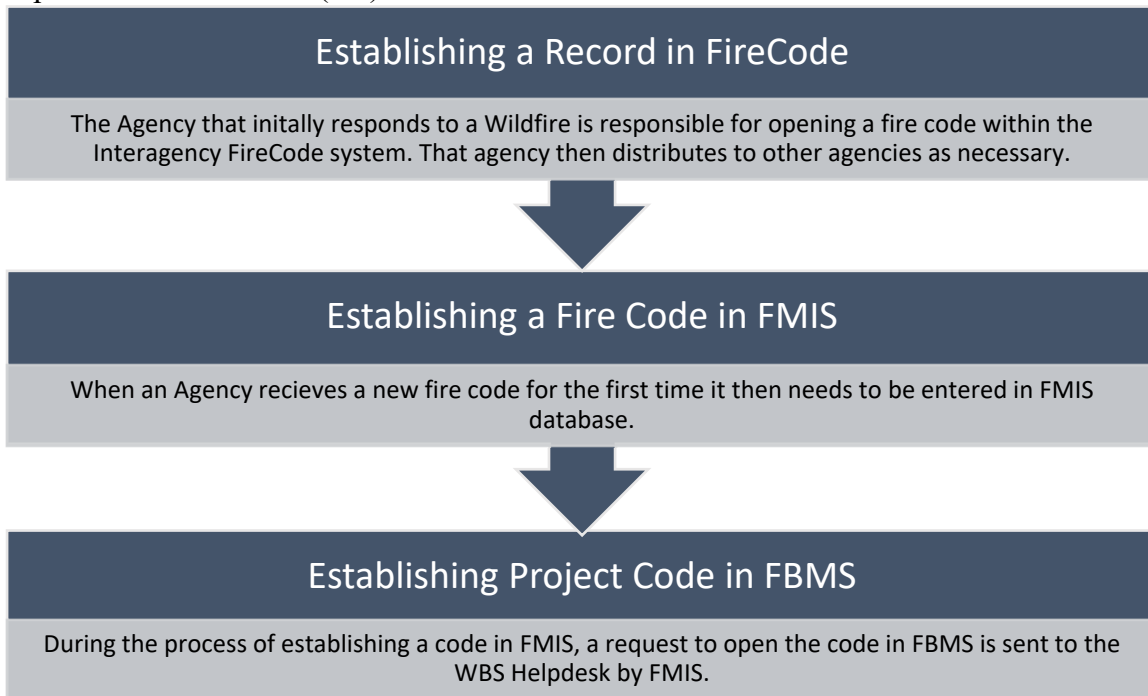 Establishing a Record in FireCode
The Agency that initally responds to a Wildfire is responsible for opening a fire code within the
Interagency FireCode system. That agency then distributes to other agencies as necessary.
Establishing a Fire Code in FMIS
When an Agency recieves a new fire code for the first time it then needs to be entered in FMIS
database.
Establishing Project Code in FBMS
During the process of establishing a code in FMIS, a request to open the code in FBMS is sent to the
WBS Helpdesk by FMIS.